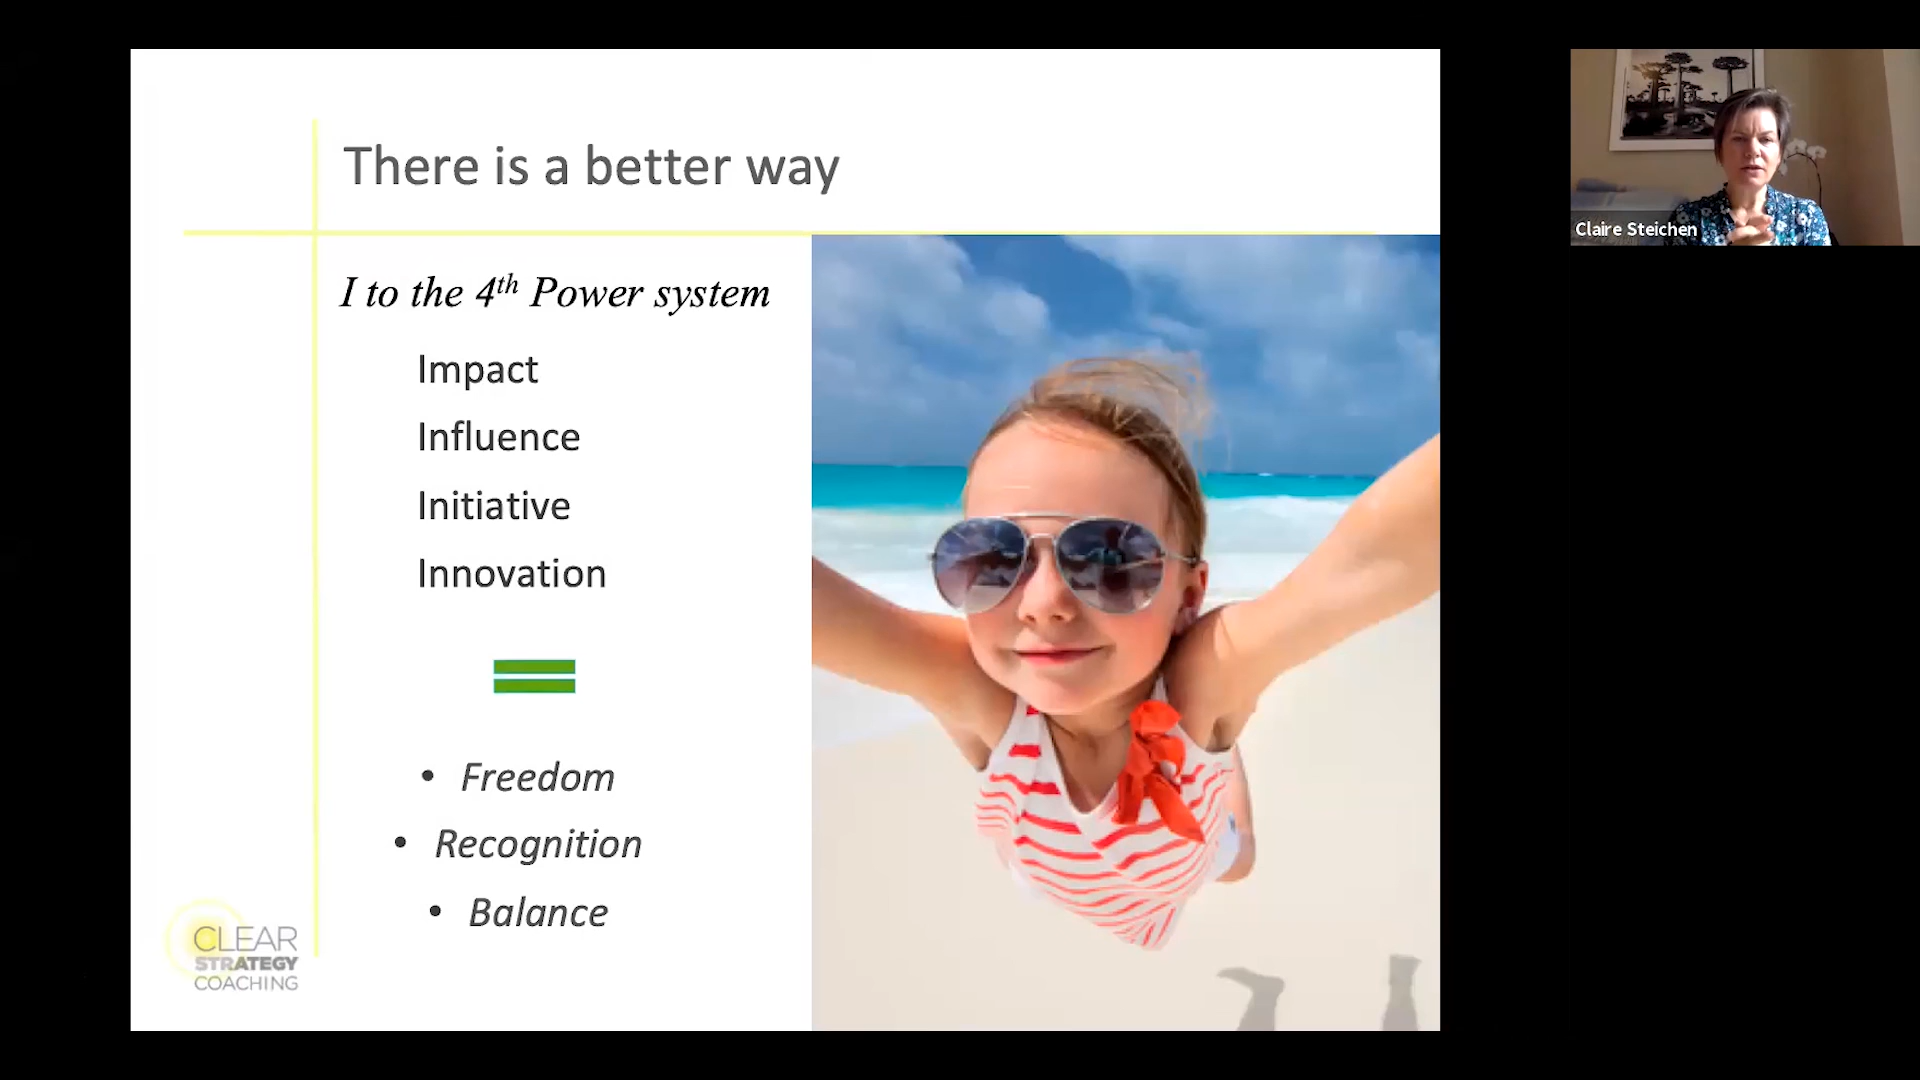 There is a better way
I to the 4th Power system
Impact
Influence
Initiative
Innovation
• Freedom
• Recognition
• Balance
CLEAR
STRATEGY
COACHING
Claire Steichen